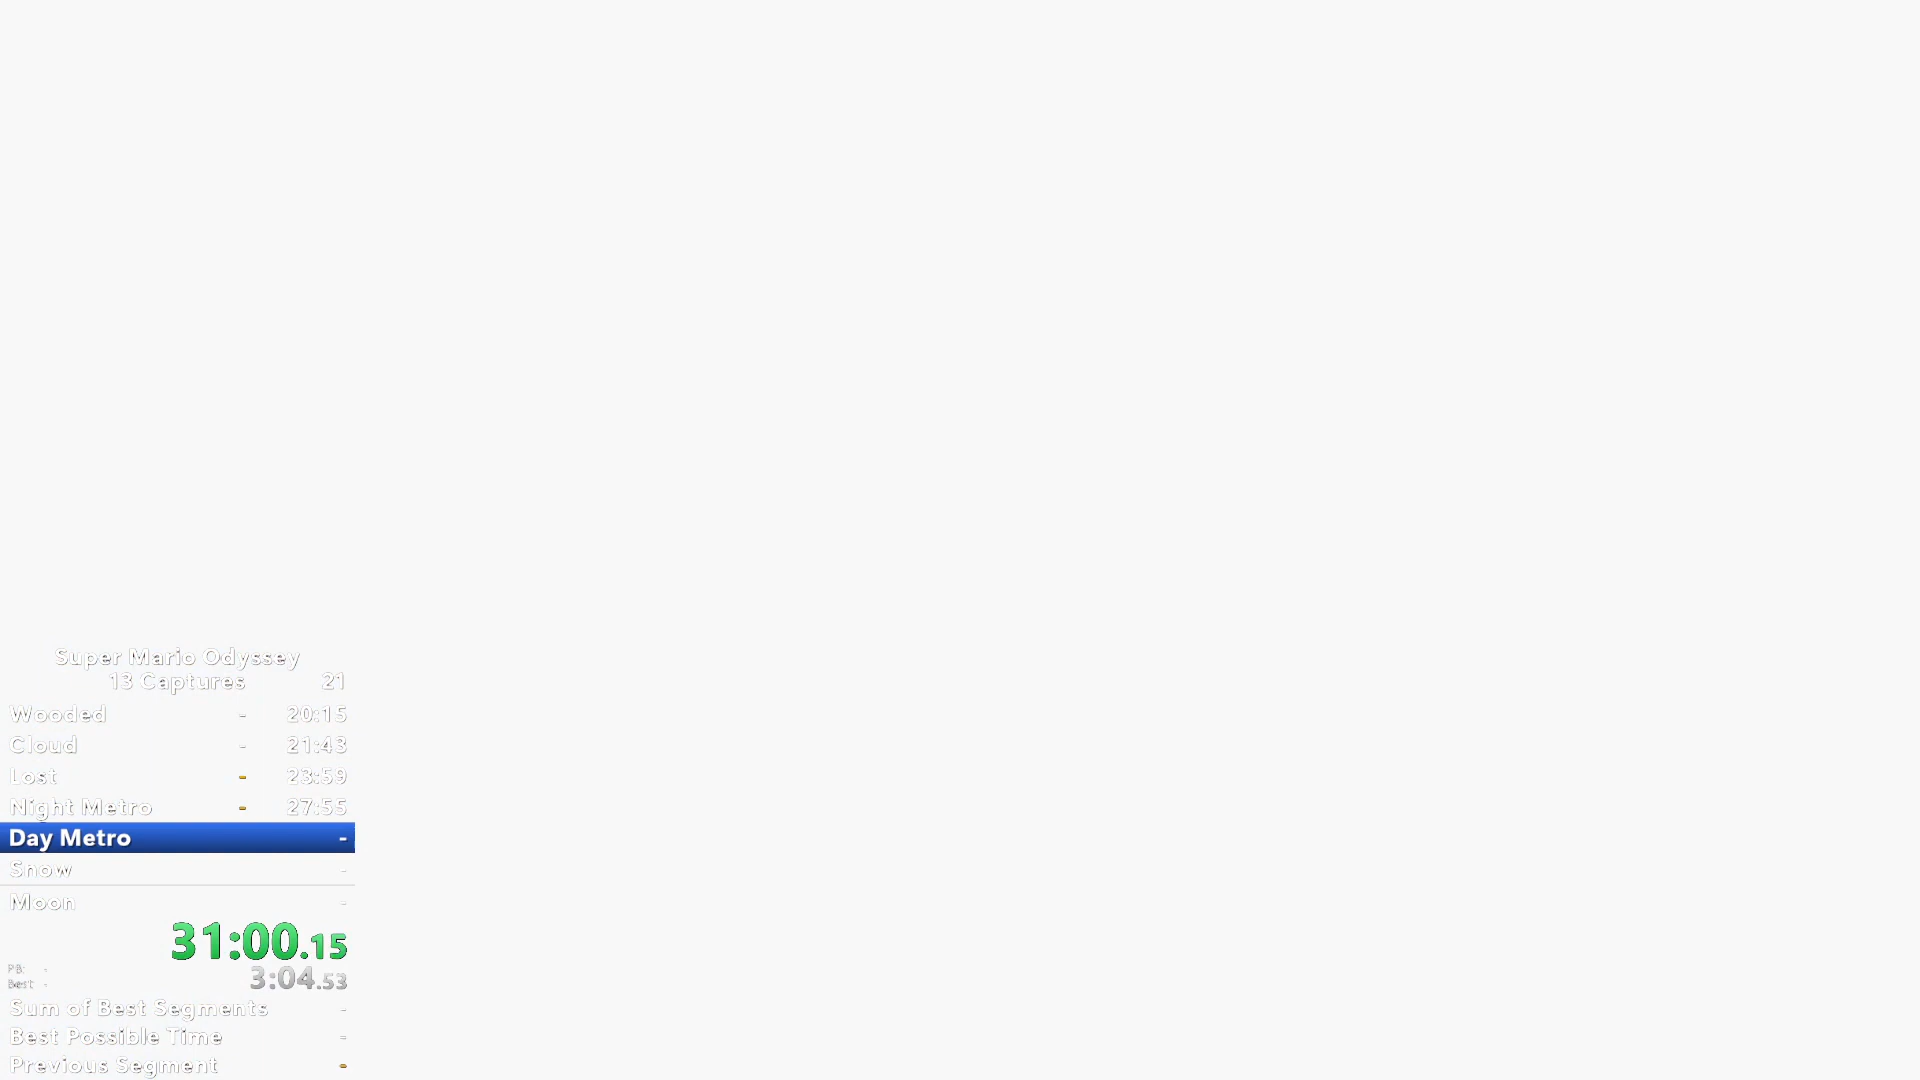 Super Mario Odyssey
13 Captures 21
Wooded - 20:15
Cloud - 21:43
Lost - 23:59
Night Metro - 27:55
Day Metro -
Snow -
Moon -
31:00.15
PB: - 3:04.53
Best -
Sum of Best Segments -
Best Possible Time -
Previous Segment -